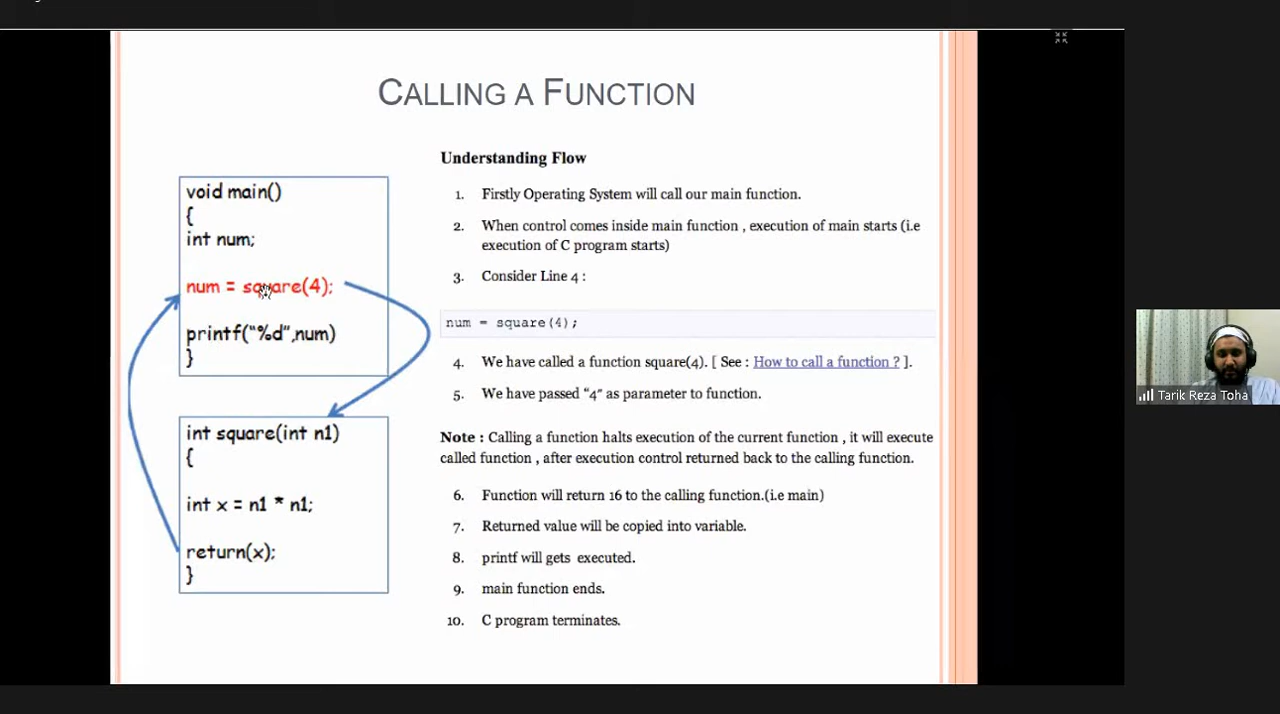 CALLING A FUNCTION
void main()
{
int num;
num = square(4);
printf("%d",num)
}
int square(int n1)
{
int x = n1 * n1;
return(x);
}
Understanding Flow
1. Firstly Operating System will call our main function.
2. When control comes inside main function , execution of main starts (i.e
execution of C program starts)
3. Consider Line 4 :
num = square(4);
4. We have called a function square(4). [ See : How to call a function ? ].
5. We have passed “4” as parameter to function.
Note : Calling a function halts execution of the current function , it will execute
called function , after execution control returned back to the calling function.
6. Function will return 16 to the calling function.(i.e main)
7. Returned value will be copied into variable.
8. printf will gets executed.
9. main function ends.
10. C program terminates.
Tarik Reza Toha